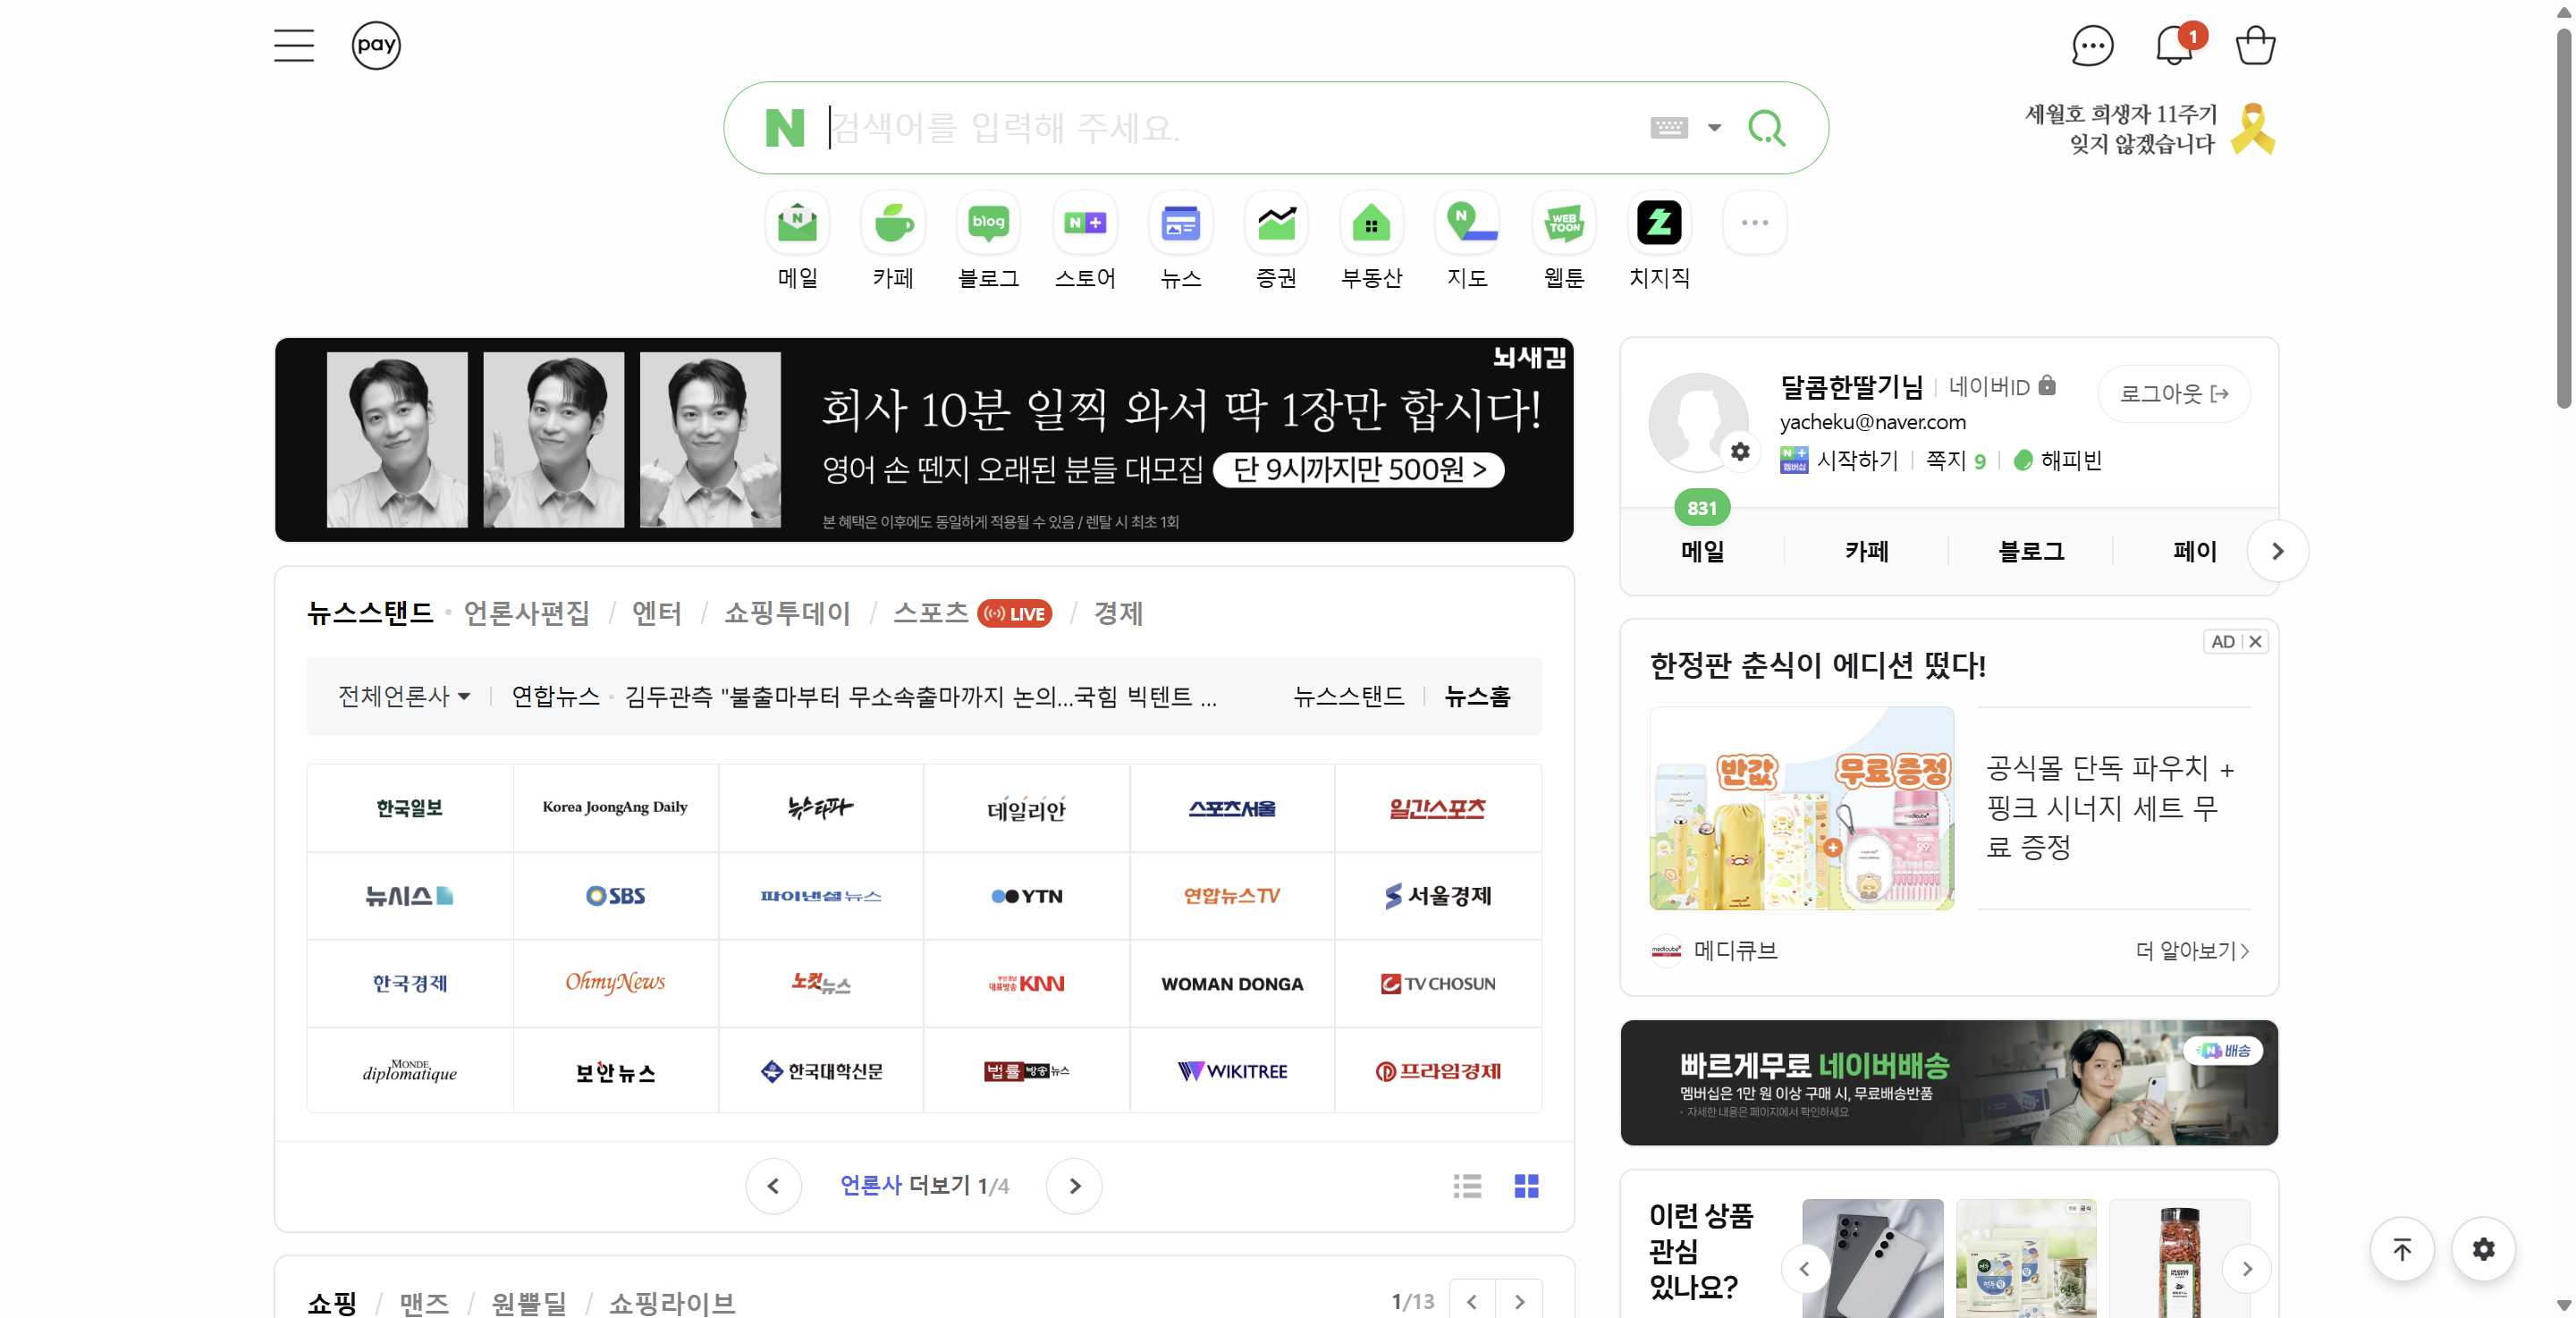 pay
1
N 검색어를 입력해 주세요.
세월호 희생자 11주기
잊지 않겠습니다
N
blog
N +
N
WEB
TOON
메일
카페
블로그
스토어
뉴스
증권
부동산
지도
웹툰
치지직
뇌새김
회사 10분 일찍 와서 딱 1장만 합시다!
영어 손 뗀지 오래된 분들 대모집 단 9시까지만 500원 >
본 혜택은 이후에도 동일하게 적용될 수 있음 / 렌탈 시 최초 1회
달콤한딸기님 네이버ID
로그아웃
yacheku@naver.com
N + 멤버십 시작하기 쪽지 9 해피빈
831
메일 카페 블로그 페이
뉴스스탠드 언론사편집 / 엔터 / 쇼핑투데이 / 스포츠 LIVE / 경제
전체언론사 연합뉴스 김두관측 "불출마부터 무소속출마까지 논의...국힘 빅텐트 ... 뉴스스탠드 뉴스홈
한국일보 Korea JoongAng Daily 뉴스타파 데일리안 스포츠서울 일간스포츠
뉴시스 SBS 파이낸셜뉴스 YTN 연합뉴스TV 서울경제
한국경제 OhmyNews 노컷뉴스 부산경남 대표방송 KNN WOMAN DONGA TV CHOSUN
MONDE diplomatique 보안뉴스 한국대학신문 법률방송뉴스 WIKITREE 프라임경제
언론사 더보기 1/4
쇼핑 / 맨즈 / 원쁠딜 / 쇼핑라이브 1/13
AD
한정판 춘식이 에디션 떴다!
반값 무료증정
medicube
공식몰 단독 파우치 +
핑크 시너지 세트 무
료 증정
medicube 메디큐브
더 알아보기
빠르게무료 네이버배송
N 배송
멤버십은 1만 원 이상 구매 시, 무료배송반품
· 자세한 내용은 페이지에서 확인하세요
이런 상품
관심
있나요?